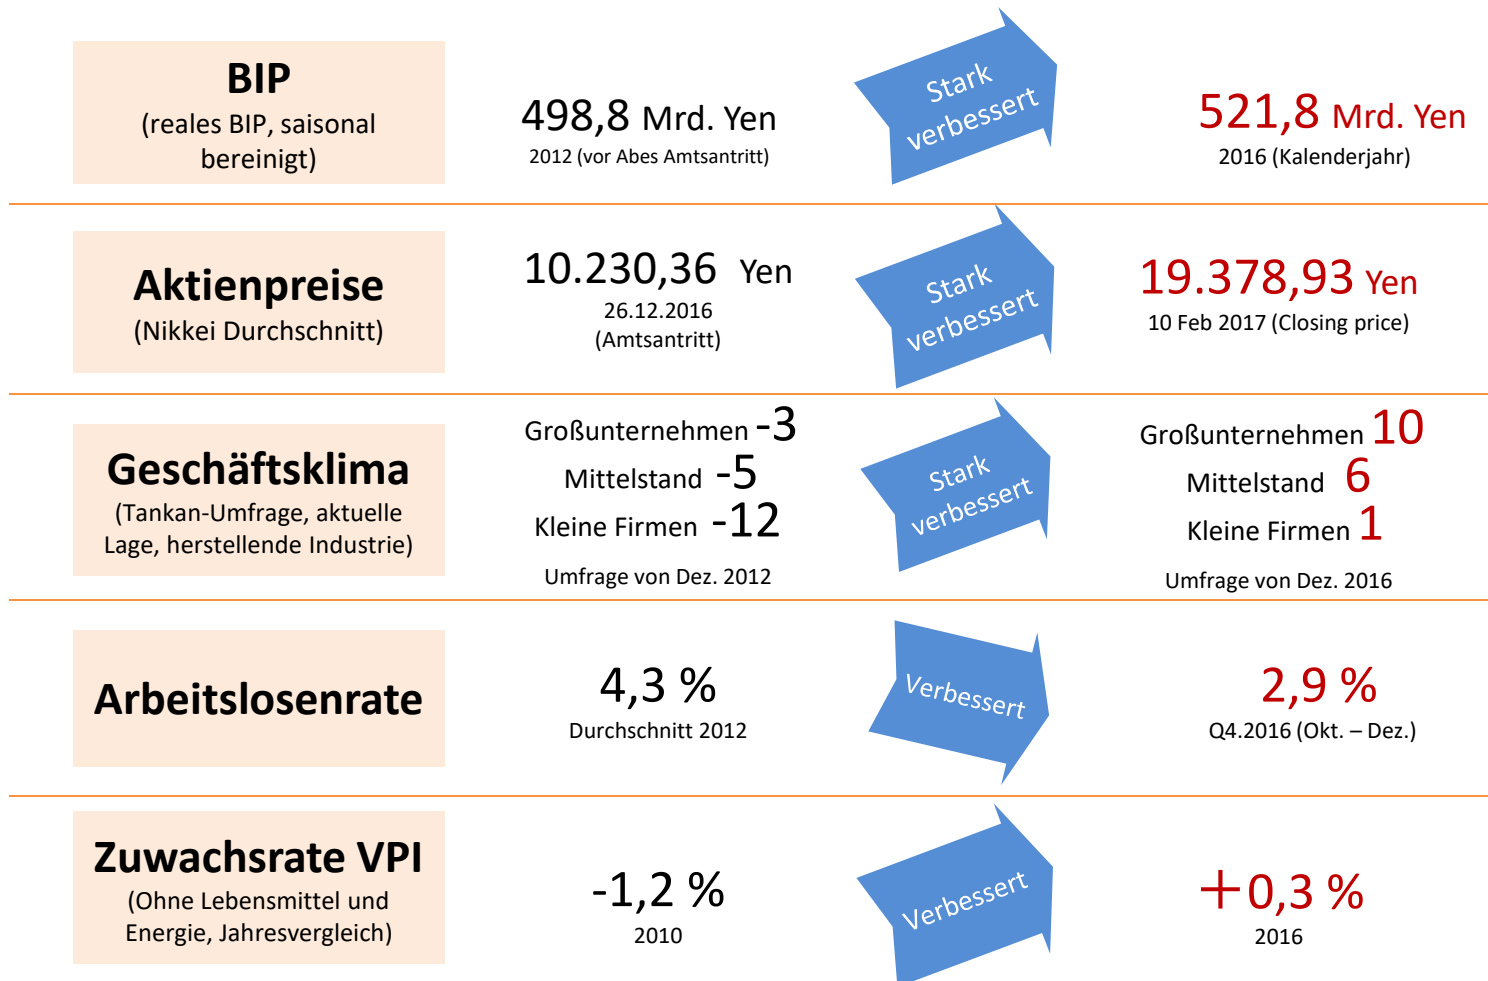 BIP
(reales BIP, saisonal
bereinigt)
498,8 Mrd. Yen
2012 (vor Abes Amtsantritt)
Stark
verbessert
521,8 Mrd. Yen
2016 (Kalenderjahr)
Aktienpreise
(Nikkei Durchschnitt)
10.230,36 Yen
26.12.2016
(Amtsantritt)
Stark
verbessert
19.378,93 Yen
10 Feb 2017 (Closing price)
Geschäftsklima
(Tankan-Umfrage, aktuelle
Lage, herstellende Industrie)
Großunternehmen -3
Mittelstand -5
Kleine Firmen -12
Umfrage von Dez. 2012
Stark
verbessert
Großunternehmen 10
Mittelstand 6
Kleine Firmen 1
Umfrage von Dez. 2016
Arbeitslosenrate
4,3 %
Durchschnitt 2012
Verbessert
2,9 %
Q4.2016 (Okt. – Dez.)
Zuwachsrate VPI
(Ohne Lebensmittel und
Energie, Jahresvergleich)
-1,2 %
2010
Verbessert
+0,3 %
2016